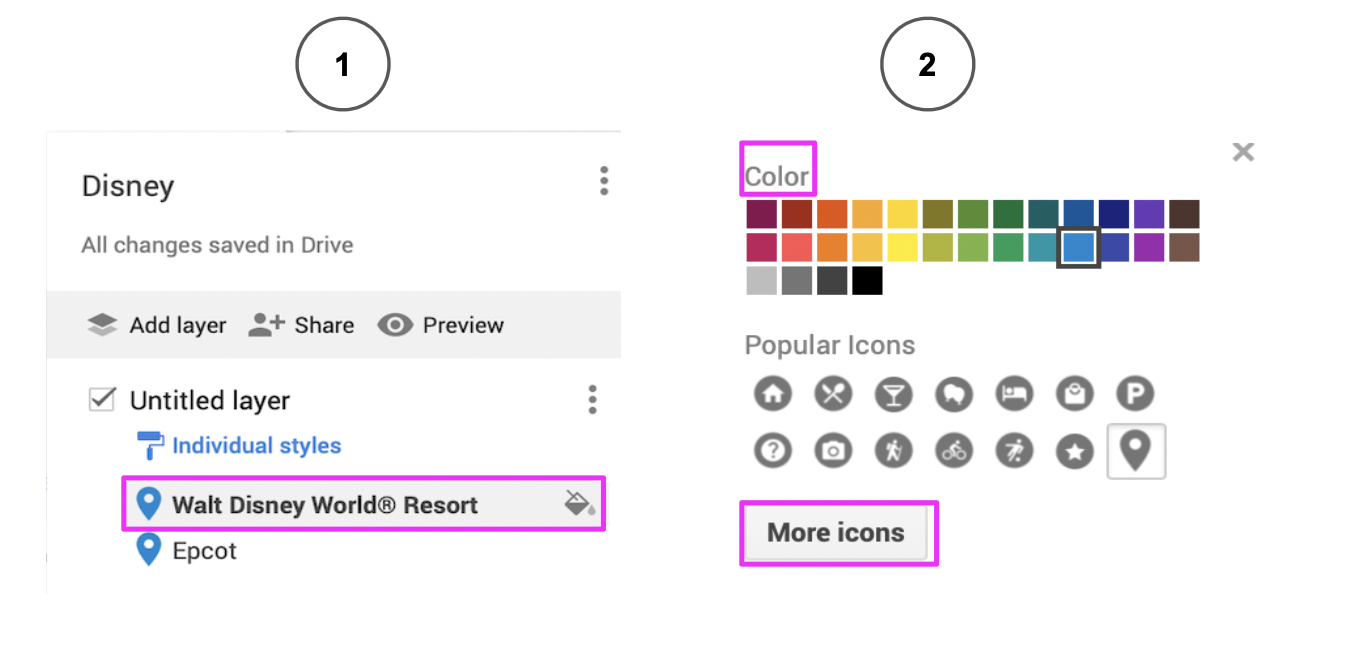 1
Disney
All changes saved in Drive
Add layer Share Preview
Untitled layer
Individual styles
Walt Disney World® Resort
Epcot
2
Color
Popular Icons
P
?
More icons